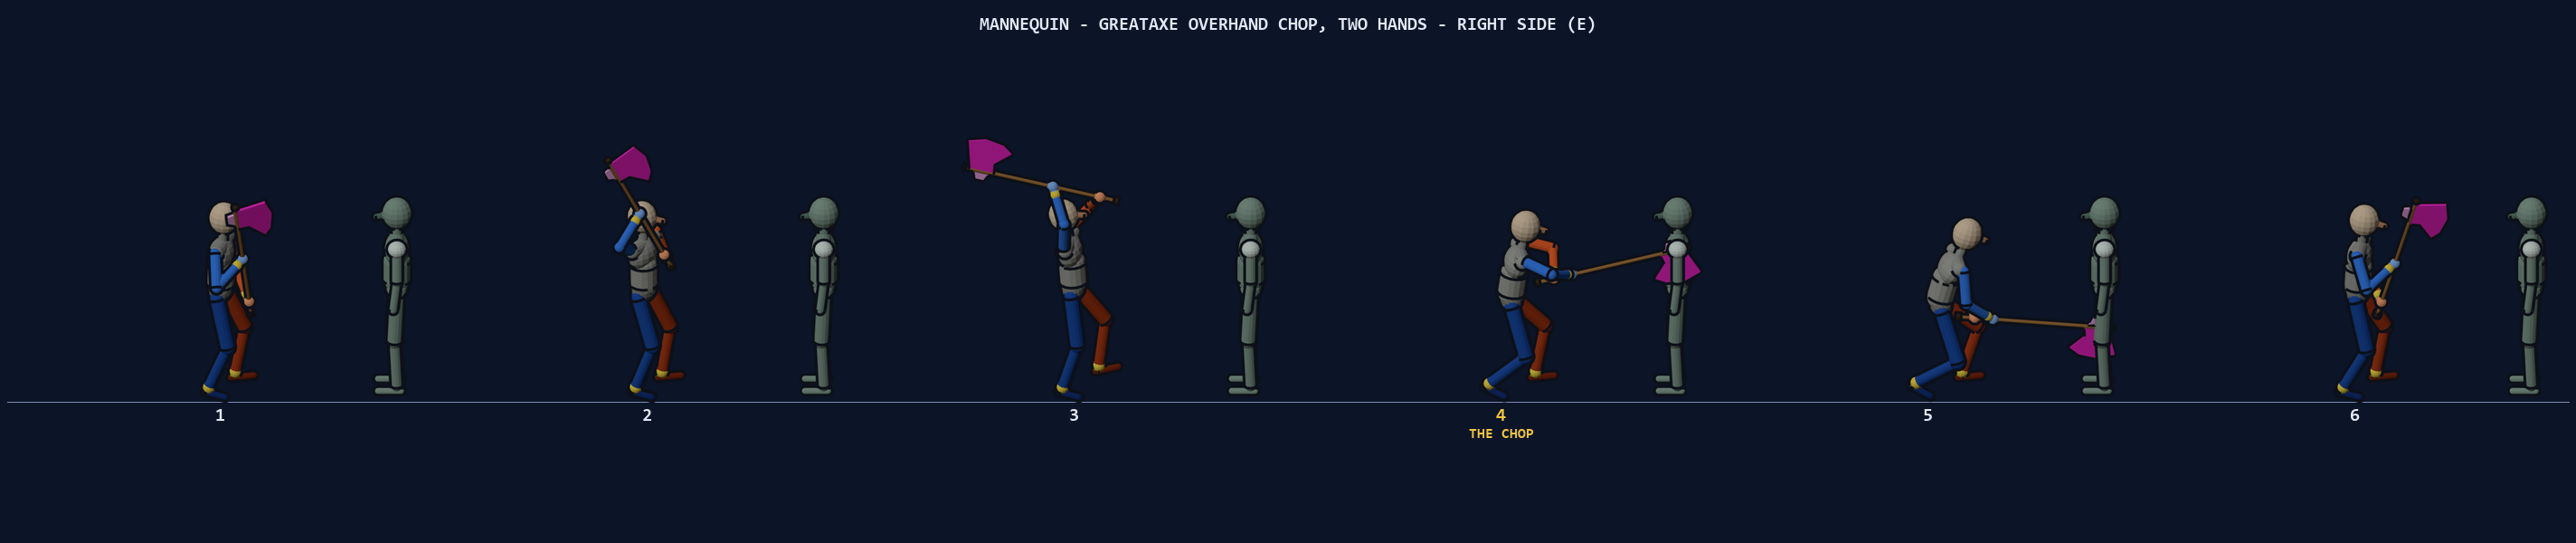 MANNEQUIN - GREATAXE OVERHAND CHOP, TWO HANDS - RIGHT SIDE (E)
1 2 3 4 5 6
THE CHOP